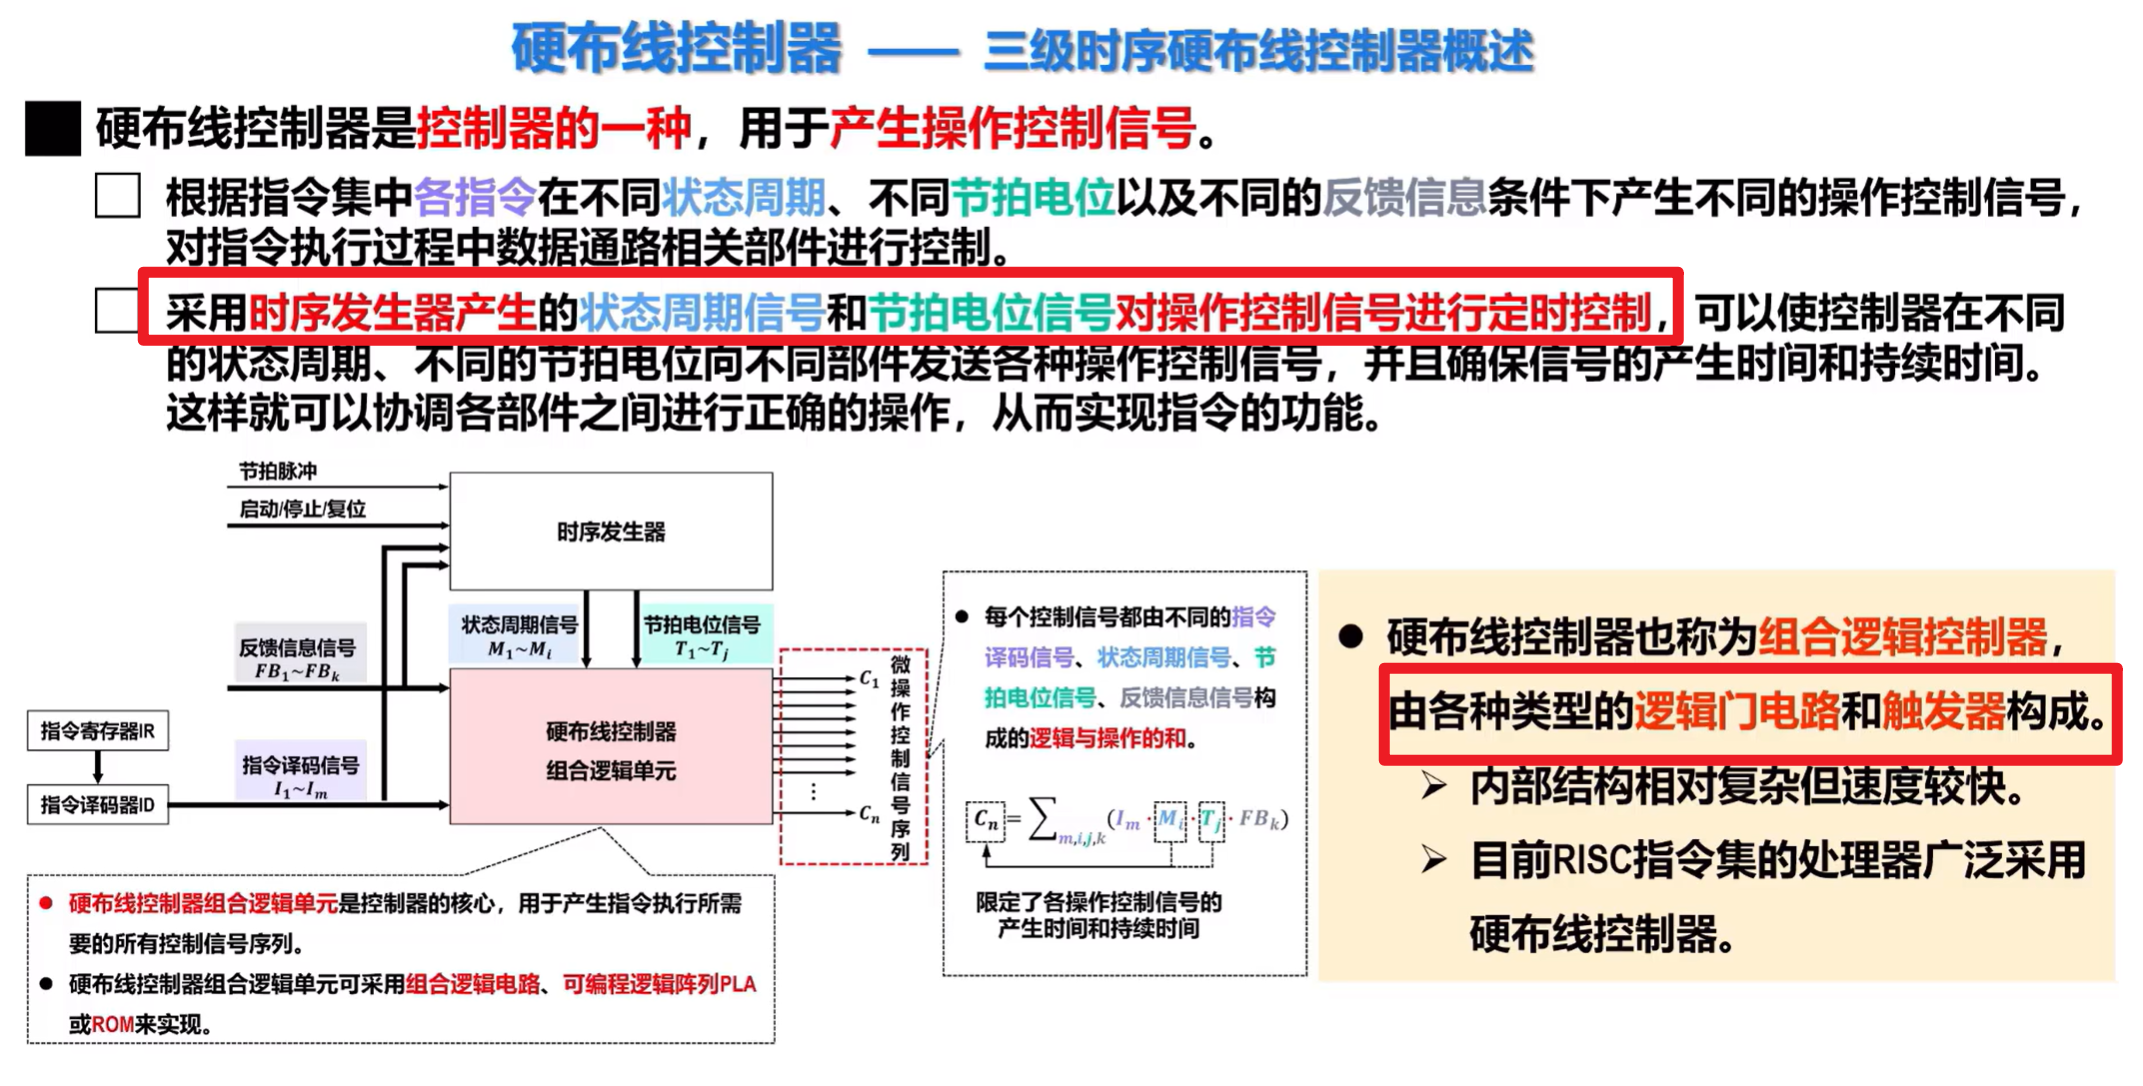 硬布线控制器 —— 三级时序硬布线控制器概述
硬布线控制器是控制器的一种，用于产生操作控制信号。
根据指令集中各指令在不同状态周期、不同节拍电位以及不同的反馈信息条件下产生不同的操作控制信号，
对指令执行过程中数据通路相关部件进行控制。
采用时序发生器产生的状态周期信号和节拍电位信号对操作控制信号进行定时控制，可以使控制器在不同
的状态周期、不同的节拍电位向不同部件发送各种操作控制信号，并且确保信号的产生时间和持续时间。
这样就可以协调各部件之间进行正确的操作，从而实现指令的功能。
节拍脉冲
启动/停止/复位
时序发生器
反馈信息信号
FB₁~FBₖ
状态周期信号
M₁~Mᵢ
节拍电位信号
T₁~Tⱼ
指令寄存器IR
指令译码器ID
指令译码信号
I₁~Iₘ
硬布线控制器
组合逻辑单元
C₁
⋮
Cₙ
微操作控制信号序列
● 硬布线控制器组合逻辑单元是控制器的核心，用于产生指令执行所需
要的所有控制信号序列。
● 硬布线控制器组合逻辑单元可采用组合逻辑电路、可编程逻辑阵列PLA
或ROM来实现。
● 每个控制信号都由不同的指令
译码信号、状态周期信号、节
拍电位信号、反馈信息信号构
成的逻辑与操作的和。
Cₙ=∑m,i,j,k(Iₘ·Mᵢ·Tⱼ·FBₖ)
限定了各操作控制信号的
产生时间和持续时间
● 硬布线控制器也称为组合逻辑控制器，
由各种类型的逻辑门电路和触发器构成。
➢ 内部结构相对复杂但速度较快。
➢ 目前RISC指令集的处理器广泛采用
硬布线控制器。